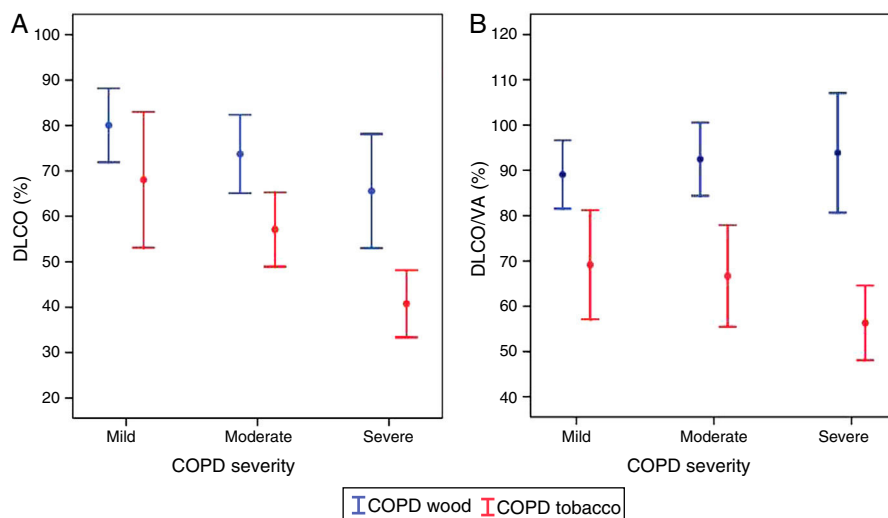 A
100
90
80
70
60
50
40
30
20
DLCO (%)
Mild Moderate Severe
COPD severity
B
120
110
100
90
80
70
60
50
40
DLCO/VA (%)
Mild Moderate Severe
COPD severity
COPD wood COPD tobacco